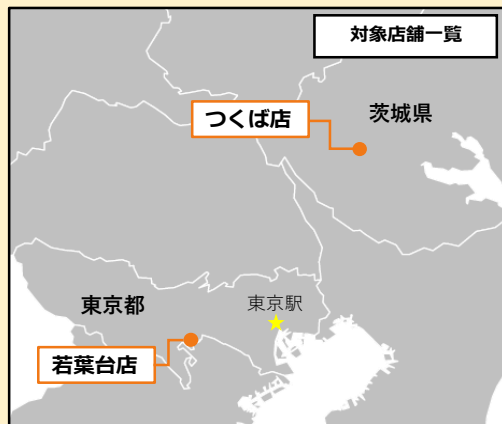 対象店舗一覧
つくば店
茨城県
東京都
東京駅
若葉台店